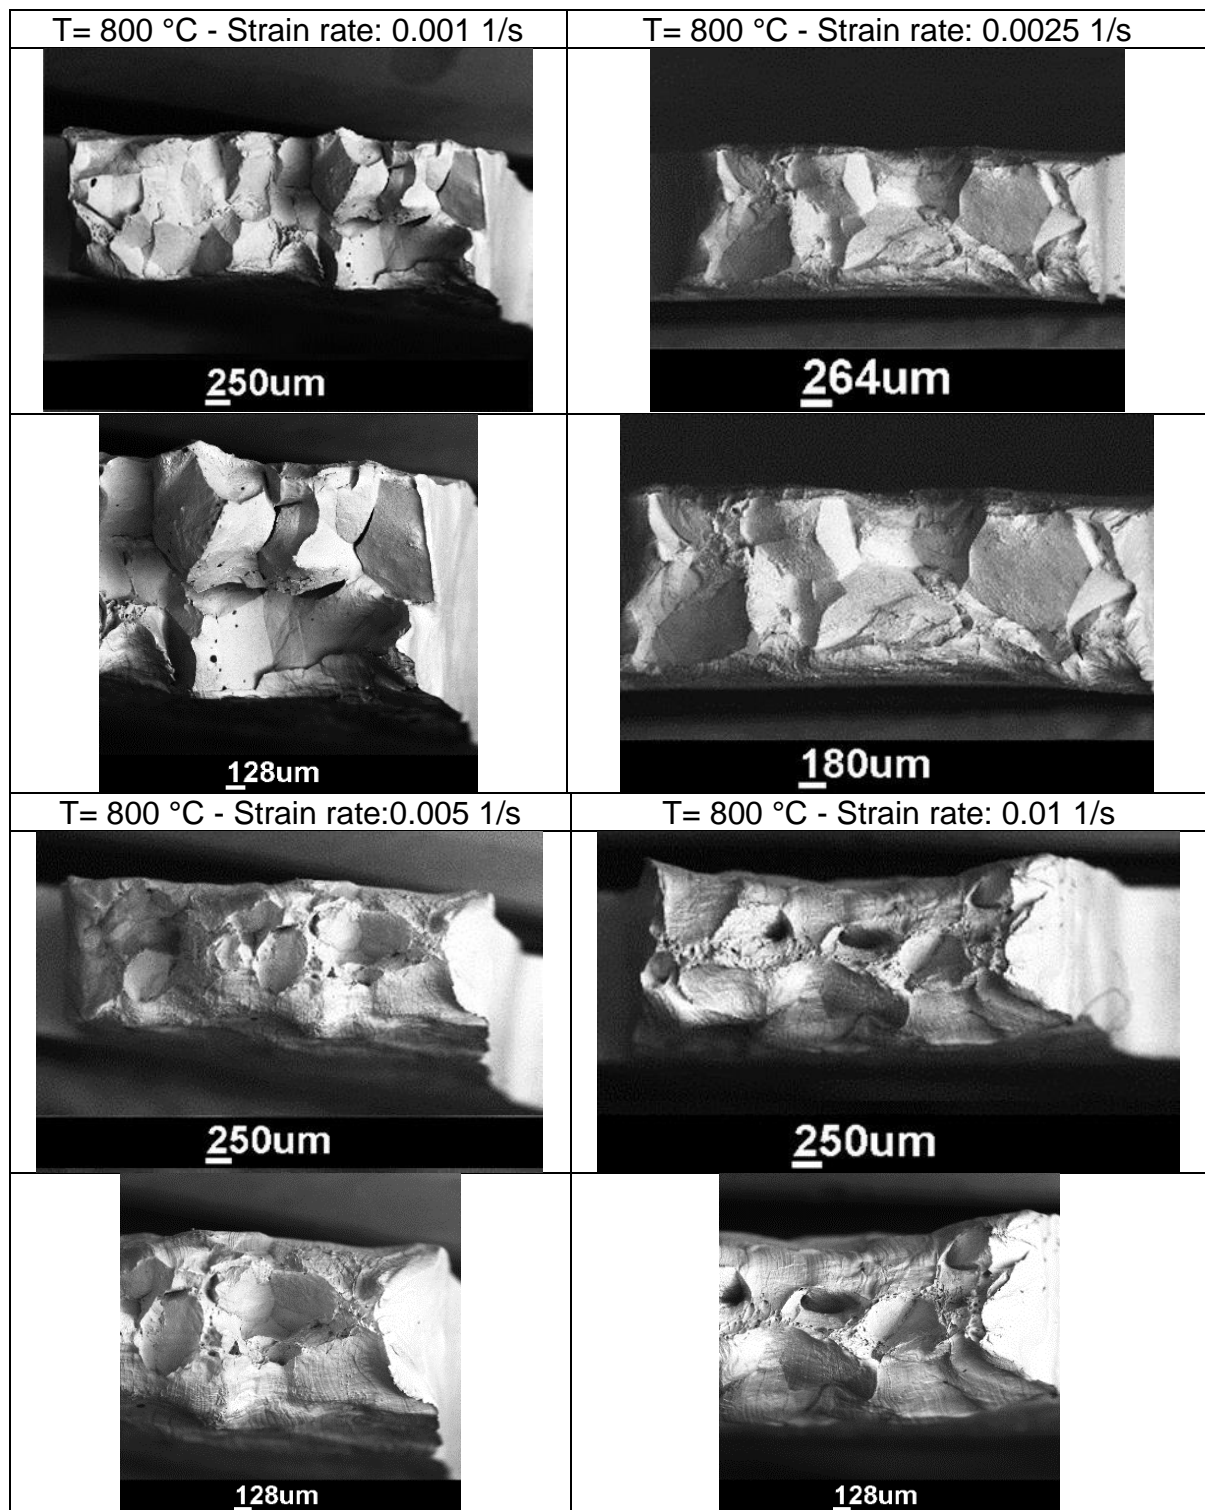 T= 800 °C - Strain rate: 0.001 1/s
T= 800 °C - Strain rate: 0.0025 1/s
250um
264um
128um
180um
T= 800 °C - Strain rate:0.005 1/s
T= 800 °C - Strain rate: 0.01 1/s
250um
250um
128um
128um